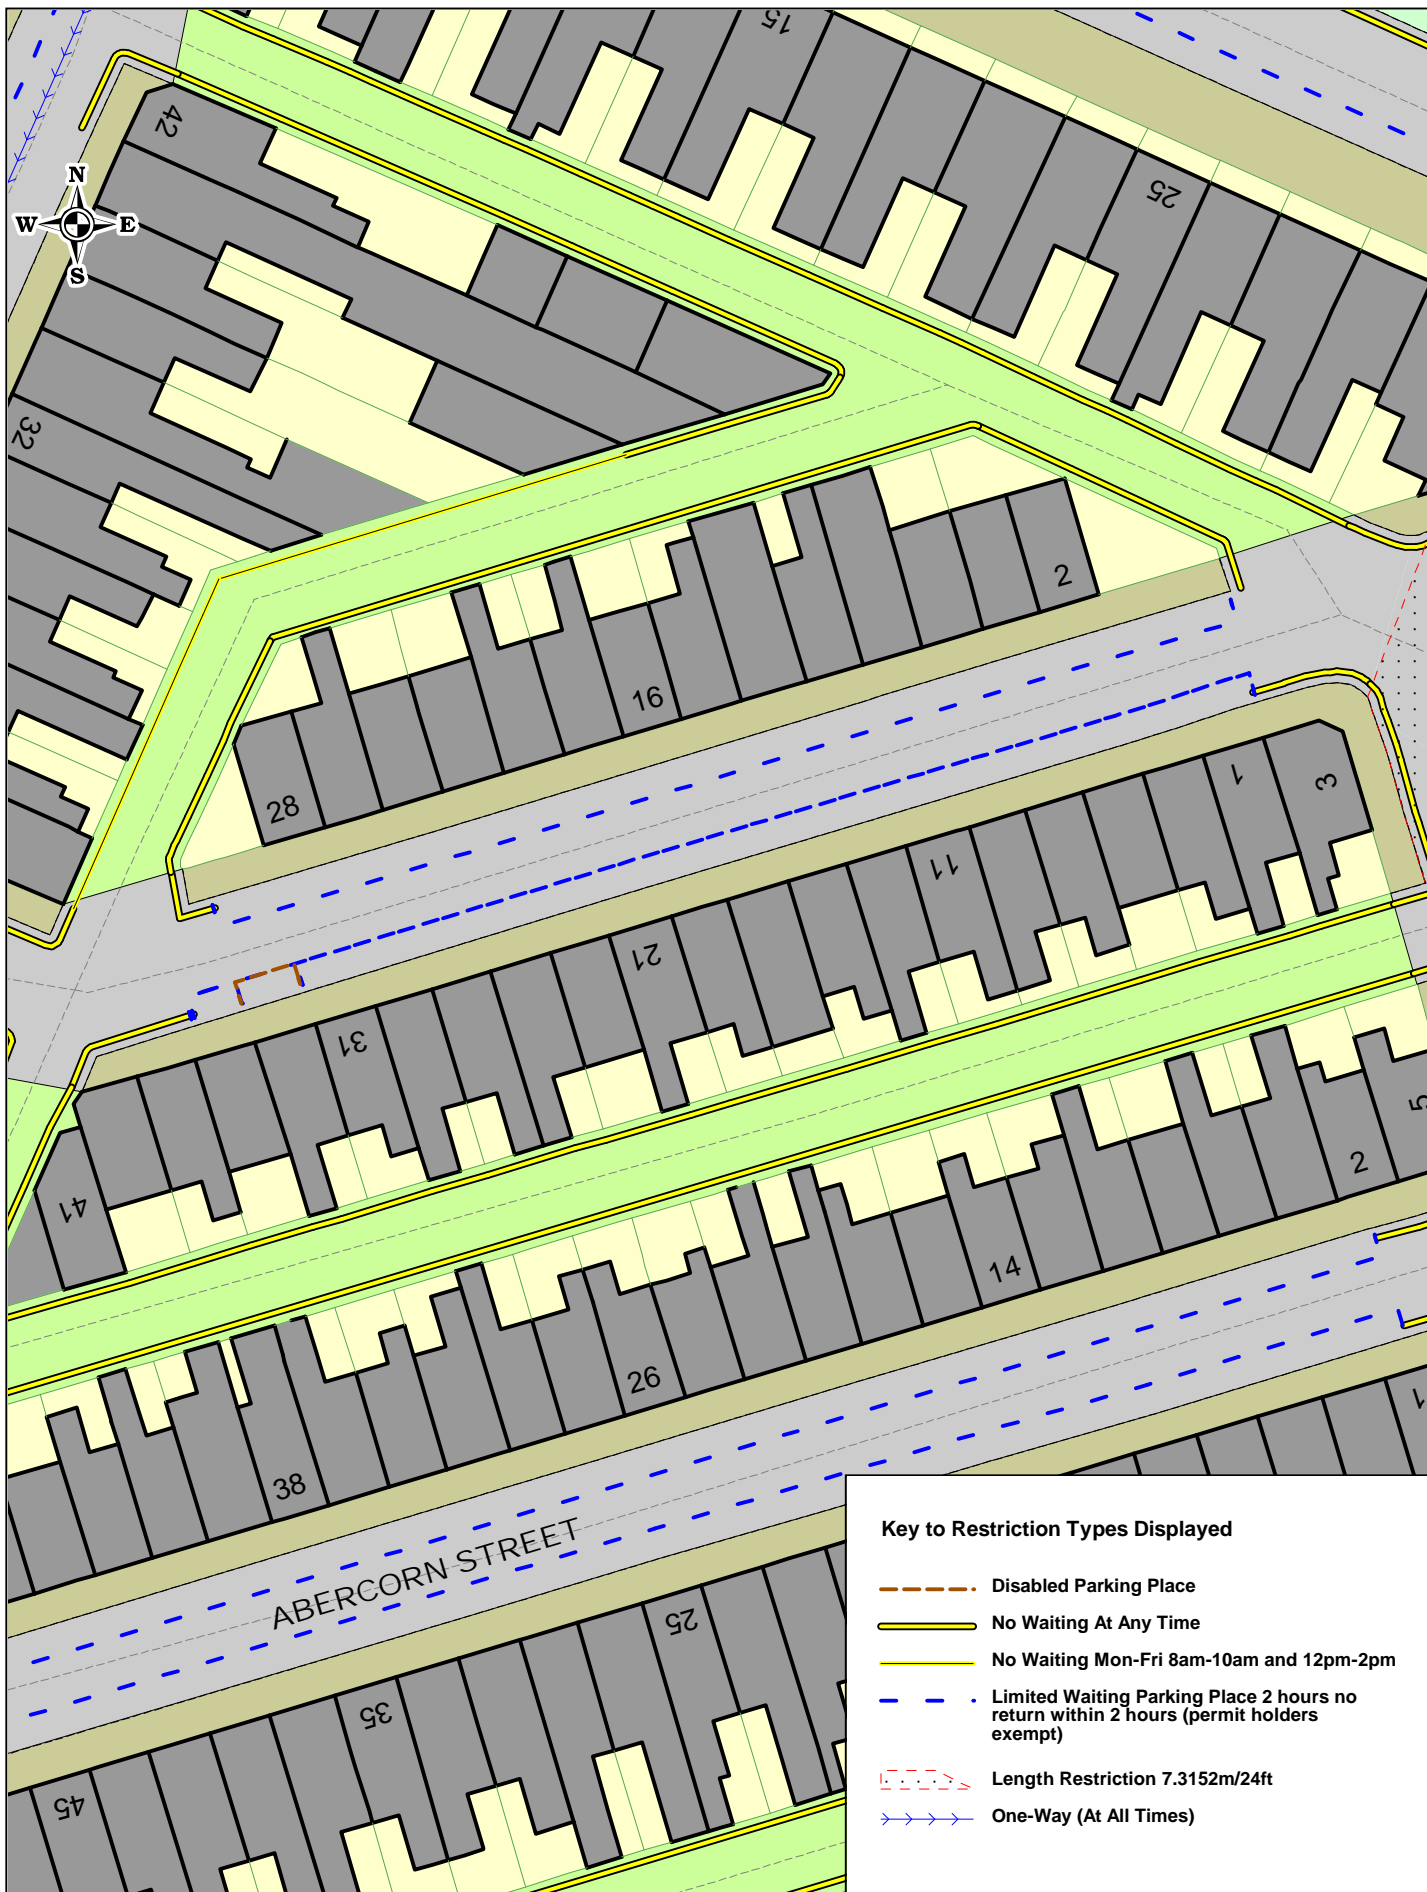 15
42
N
W E
S
25
32
2
16
28
1
3
11
21
31
41
5
2
14
26
38
1
ABERCORN STREET
25
35
45
Key to Restriction Types Displayed
Disabled Parking Place
No Waiting At Any Time
No Waiting Mon-Fri 8am-10am and 12pm-2pm
Limited Waiting Parking Place 2 hours no
return within 2 hours (permit holders
exempt)
Length Restriction 7.3152m/24ft
One-Way (At All Times)